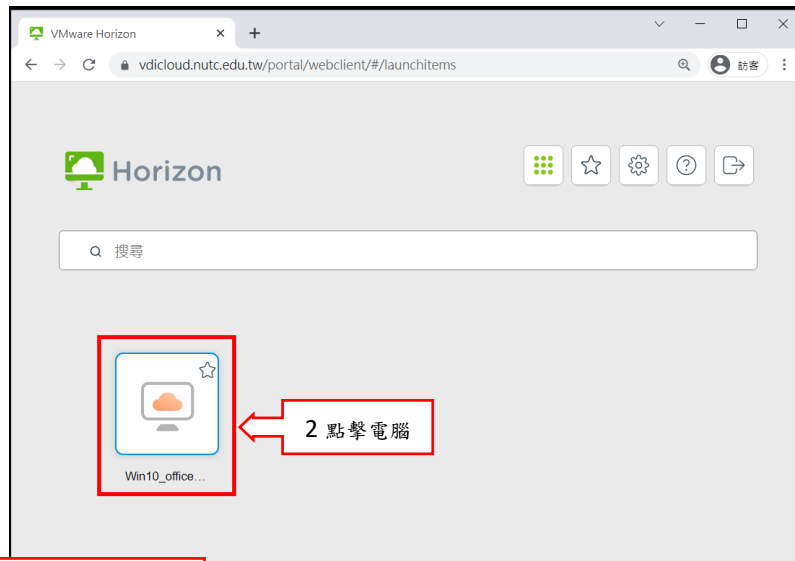 VMware Horizon
vdicloud.nutc.edu.tw/portal/webclient/#/launchitems
訪客
Horizon
搜尋
2 點擊電腦
Win10_office...